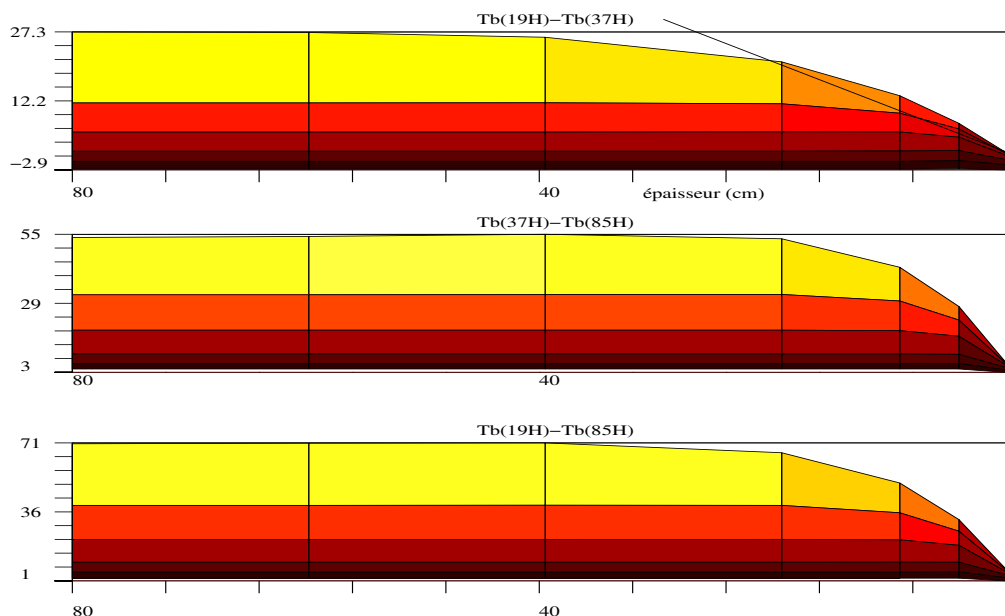 Tb(19H)−Tb(37H)
27.3
12.2
−2.9
80 40 épaisseur (cm)
Tb(37H)−Tb(85H)
55
29
3
80 40
Tb(19H)−Tb(85H)
71
36
1
80 40